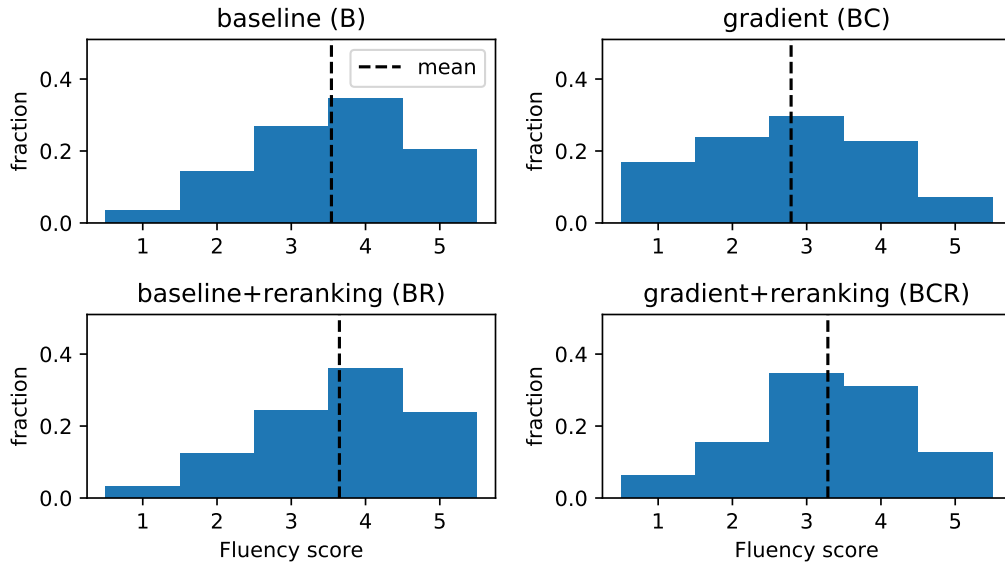 baseline (B)
gradient (BC)
fraction
0.4
0.2
0.0
mean
1 2 3 4 5
fraction
0.4
0.2
0.0
1 2 3 4 5
baseline+reranking (BR)
gradient+reranking (BCR)
fraction
0.4
0.2
0.0
1 2 3 4 5
Fluency score
fraction
0.4
0.2
0.0
1 2 3 4 5
Fluency score